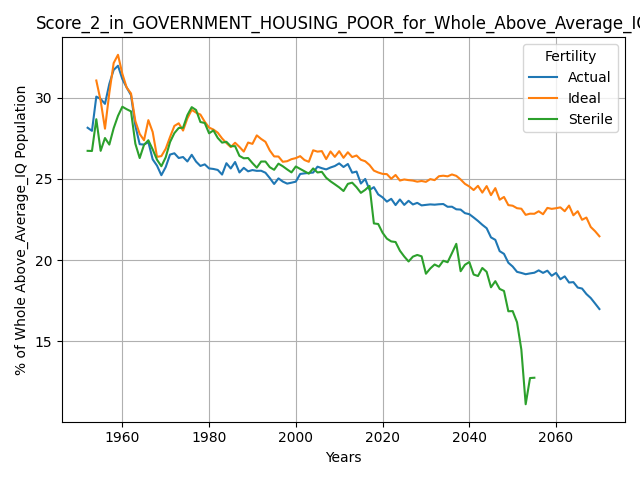 Score_2_in_GOVERNMENT_HOUSING_POOR_for_Whole_Above_Average_IQ
Fertility
Actual
Ideal
Sterile
% of Whole Above_Average_IQ Population
30
25
20
15
1960 1980 2000 2020 2040 2060
Years